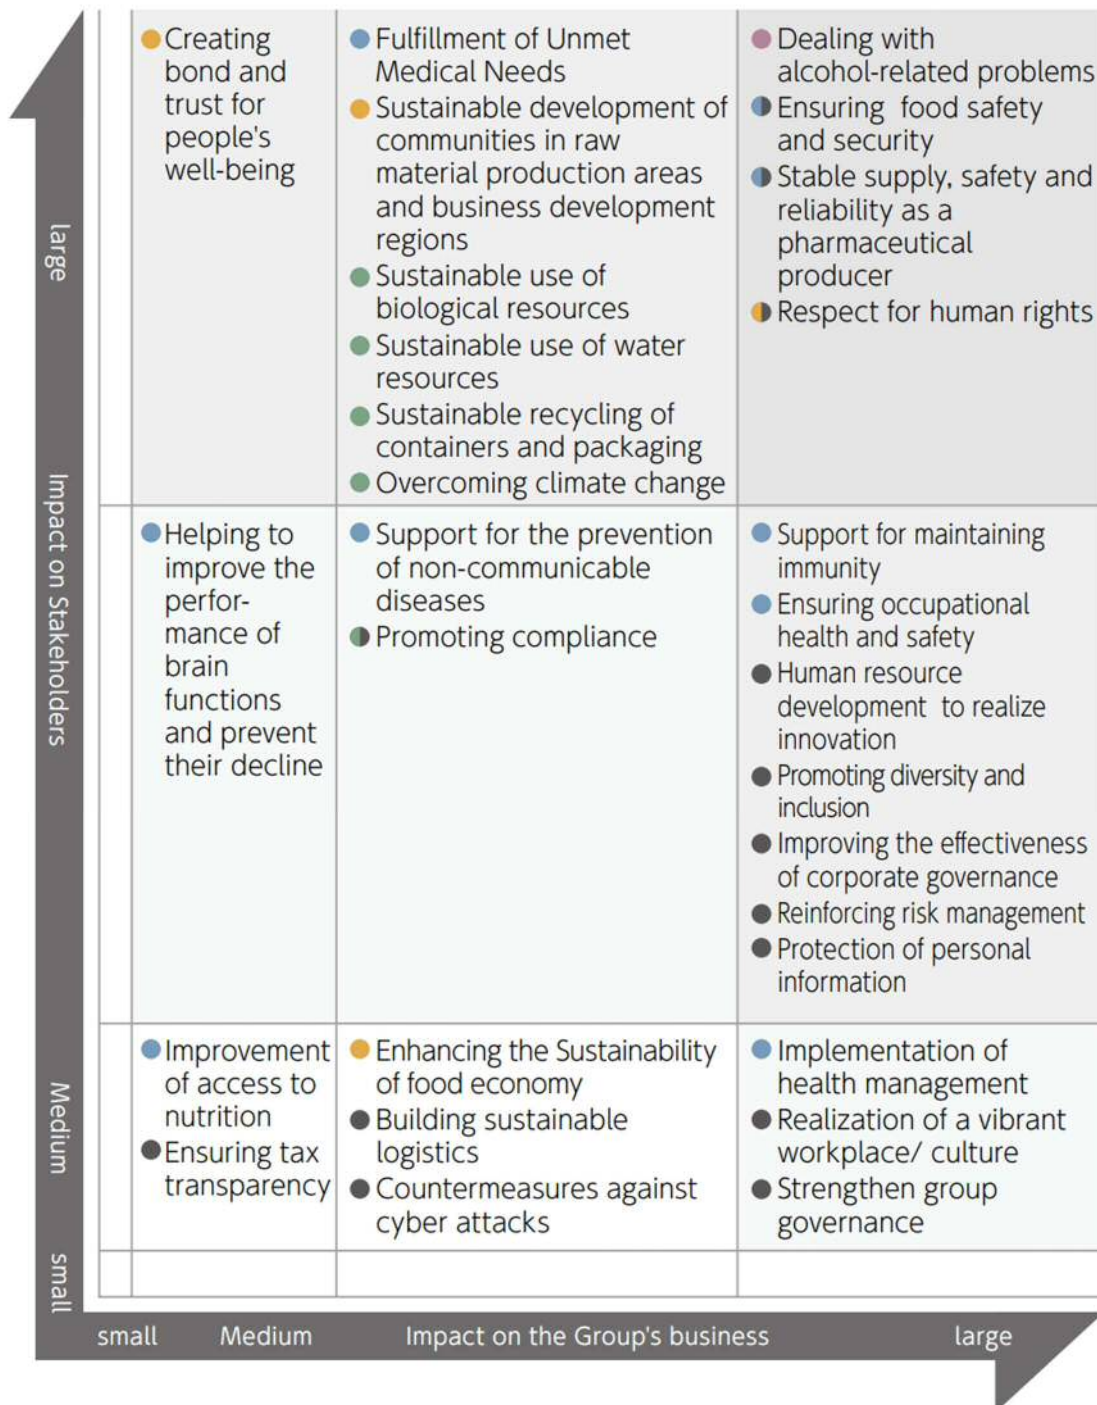 Creating
bond and
trust for
people's
well-being
Fulfillment of Unmet
Medical Needs
Sustainable development of
communities in raw
material production areas
and business development
regions
Sustainable use of
biological resources
Sustainable use of water
resources
Sustainable recycling of
containers and packaging
Overcoming climate change
Dealing with
alcohol-related problems
Ensuring food safety
and security
Stable supply, safety and
reliability as a
pharmaceutical
producer
Respect for human rights
Helping to
improve the
perfor-
mance of
brain
functions
and prevent
their decline
Support for the prevention
of non-communicable
diseases
Promoting compliance
Support for maintaining
immunity
Ensuring occupational
health and safety
Human resource
development to realize
innovation
Promoting diversity and
inclusion
Improving the effectiveness
of corporate governance
Reinforcing risk management
Protection of personal
information
Improvement
of access to
nutrition
Ensuring tax
transparency
Enhancing the Sustainability
of food economy
Building sustainable
logistics
Countermeasures against
cyber attacks
Implementation of
health management
Realization of a vibrant
workplace/ culture
Strengthen group
governance
large
Impact on Stakeholders
Medium
small
small
Medium
Impact on the Group's business
large